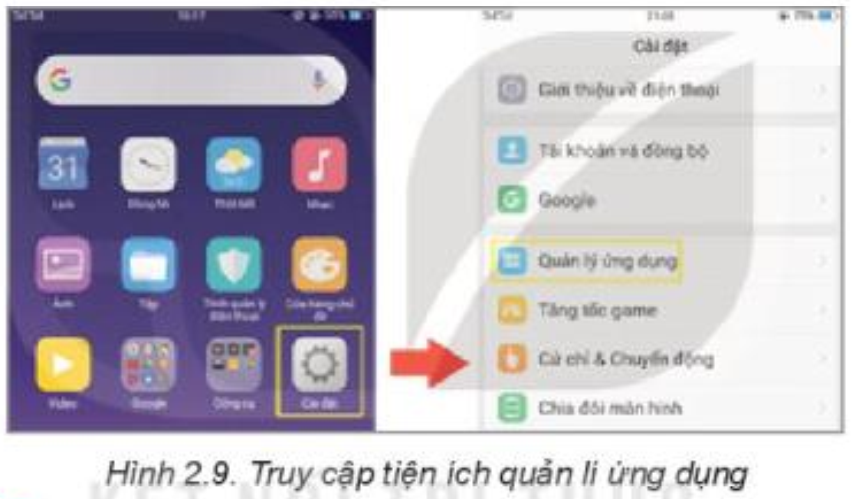 Cài đặt
Giới thiệu về điện thoại
31
Tài khoản và đồng bộ
Lịch
Đồng hồ
Thời tiết
Nhạc
Google
Quản lý ứng dụng
Ảnh
Tệp
Trình quản lý điện thoại
Cửa hàng chủ đề
Tăng tốc game
Cử chỉ & Chuyển động
Video
Google
Công cụ
Cài đặt
Chia đôi màn hình
Hình 2.9. Truy cập tiện ích quản lí ứng dụng